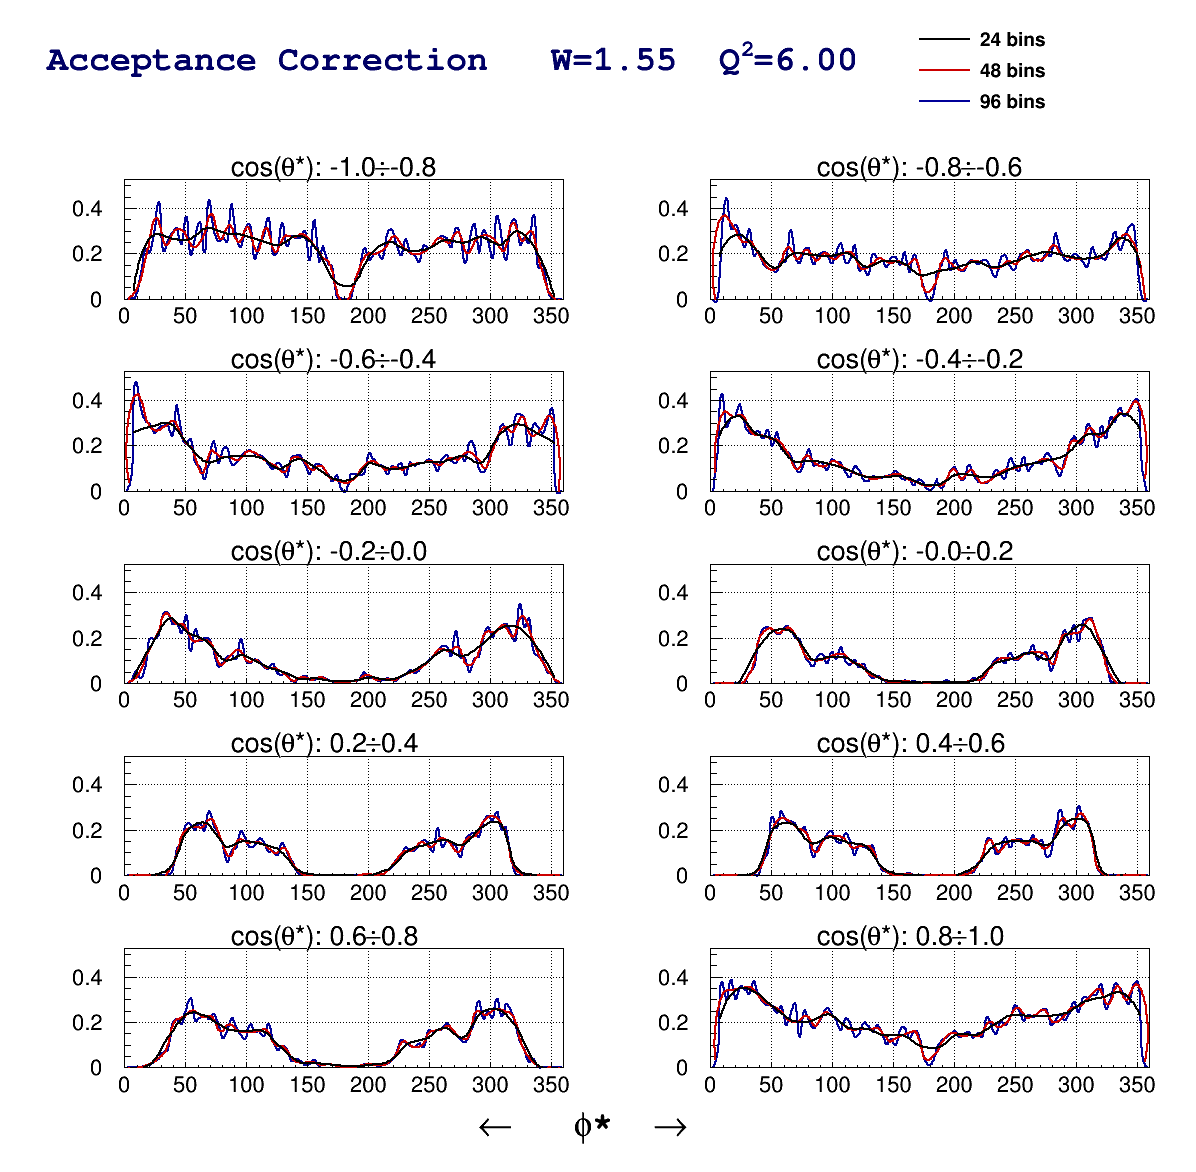 Acceptance Correction W=1.55 Q²=6.00
24 bins
48 bins
96 bins
cos(θ*): -1.0÷-0.8
cos(θ*): -0.8÷-0.6
0.4
0.2
0
0 50 100 150 200 250 300 350
0.4
0.2
0
0 50 100 150 200 250 300 350
cos(θ*): -0.6÷-0.4
cos(θ*): -0.4÷-0.2
0.4
0.2
0
0 50 100 150 200 250 300 350
0.4
0.2
0
0 50 100 150 200 250 300 350
cos(θ*): -0.2÷0.0
cos(θ*): -0.0÷0.2
0.4
0.2
0
0 50 100 150 200 250 300 350
0.4
0.2
0
0 50 100 150 200 250 300 350
cos(θ*): 0.2÷0.4
cos(θ*): 0.4÷0.6
0.4
0.2
0
0 50 100 150 200 250 300 350
0.4
0.2
0
0 50 100 150 200 250 300 350
cos(θ*): 0.6÷0.8
cos(θ*): 0.8÷1.0
0.4
0.2
0
0 50 100 150 200 250 300 350
0.4
0.2
0
0 50 100 150 200 250 300 350
← ϕ* →